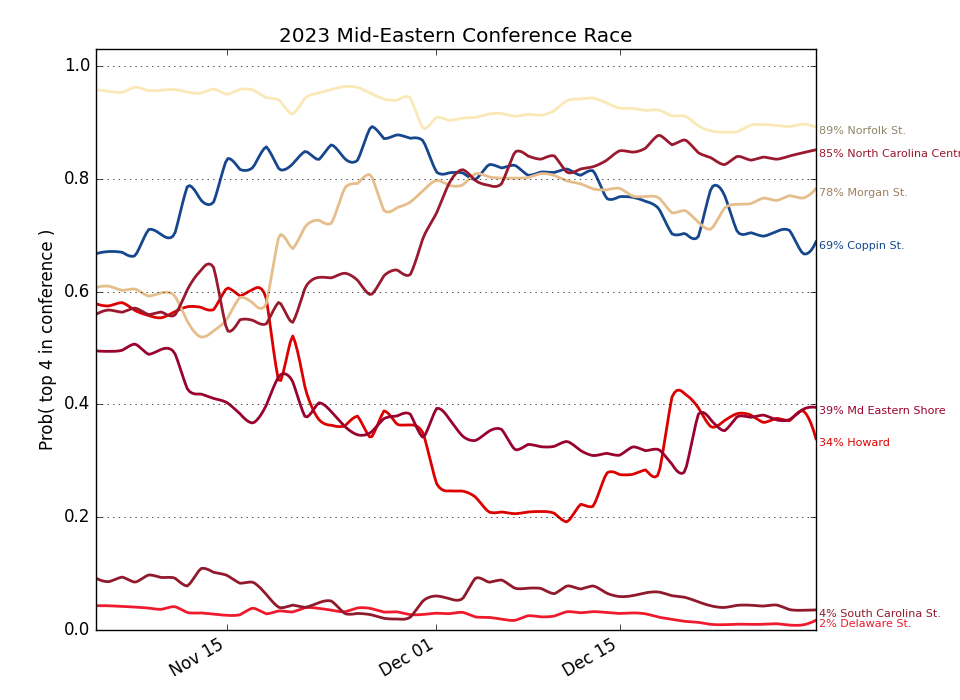 2023 Mid-Eastern Conference Race
1.0
0.8
0.6
0.4
0.2
0.0
Prob( top 4 in conference )
Nov 15
Dec 01
Dec 15
89% Norfolk St.
85% North Carolina Centr
78% Morgan St.
69% Coppin St.
39% Md Eastern Shore
34% Howard
4% South Carolina St.
2% Delaware St.